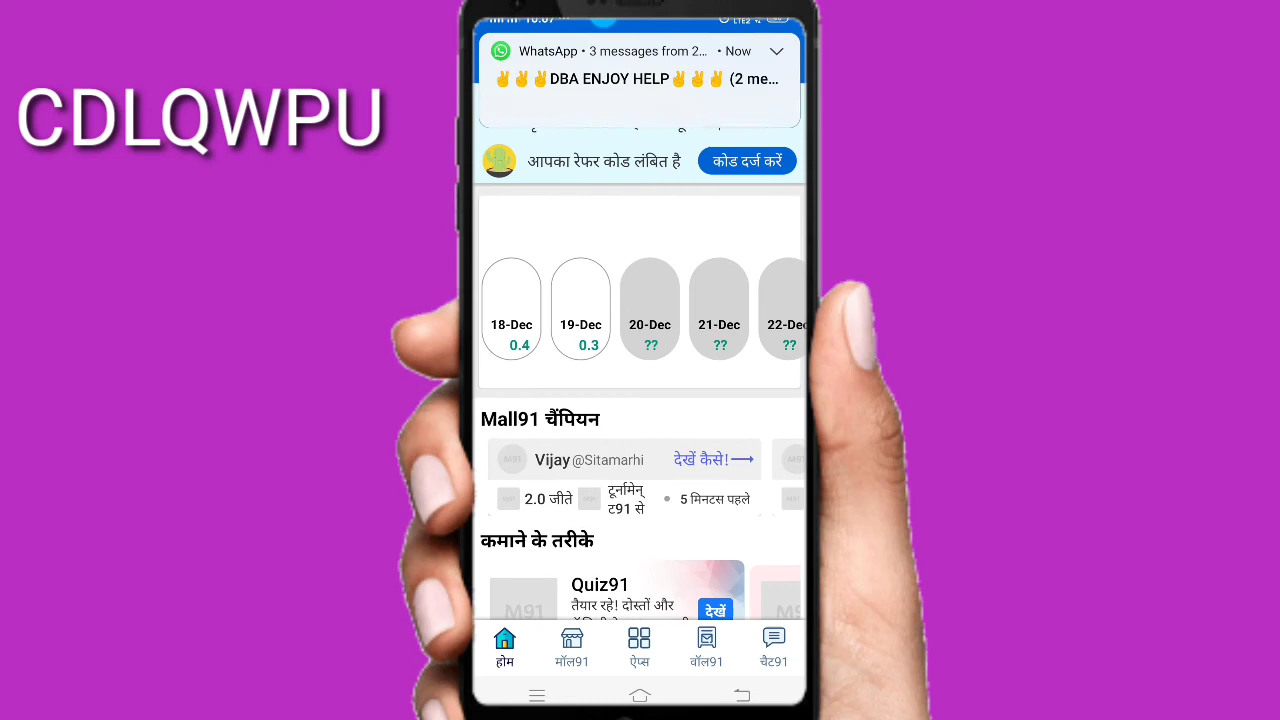 CDLQWPU
WhatsApp • 3 messages from 2... • Now
✌✌✌DBA ENJOY HELP✌✌✌ (2 me...
आपका रेफर कोड लंबित है
कोड दर्ज करें
18-Dec 19-Dec 20-Dec 21-Dec 22-Dec
0.4 0.3 ?? ?? ??
Mall91 चैंपियन
Vijay @Sitamarhi देखें कैसे!
2.0 जीते
टूर्नामेन्
ट91 से
• 5 मिनटस पहले
कमाने के तरीके
Quiz91
तैयार रहे! दोस्तों और
देखें
M91
होम मॉल91 ऐप्स वॉल91 चैट91